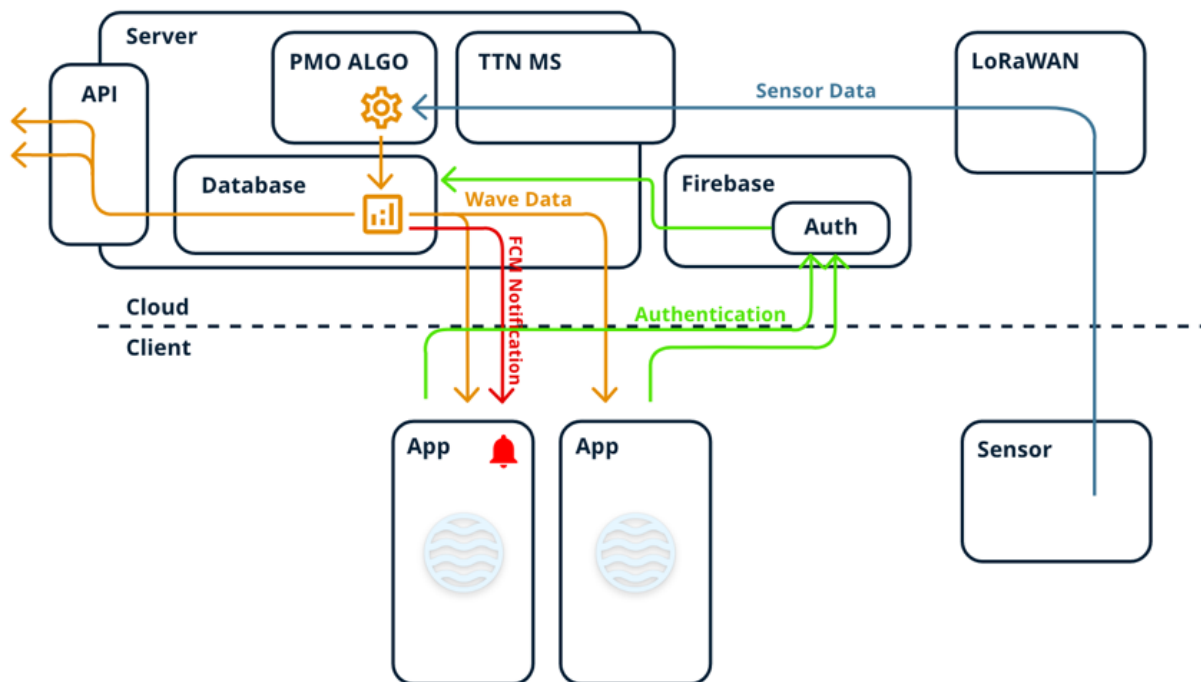 Server
PMO ALGO
TTN MS
LoRaWAN
API
Sensor Data
Database
Wave Data
Firebase
Auth
FCM Notification
Cloud
Authentication
Client
App
App
Sensor